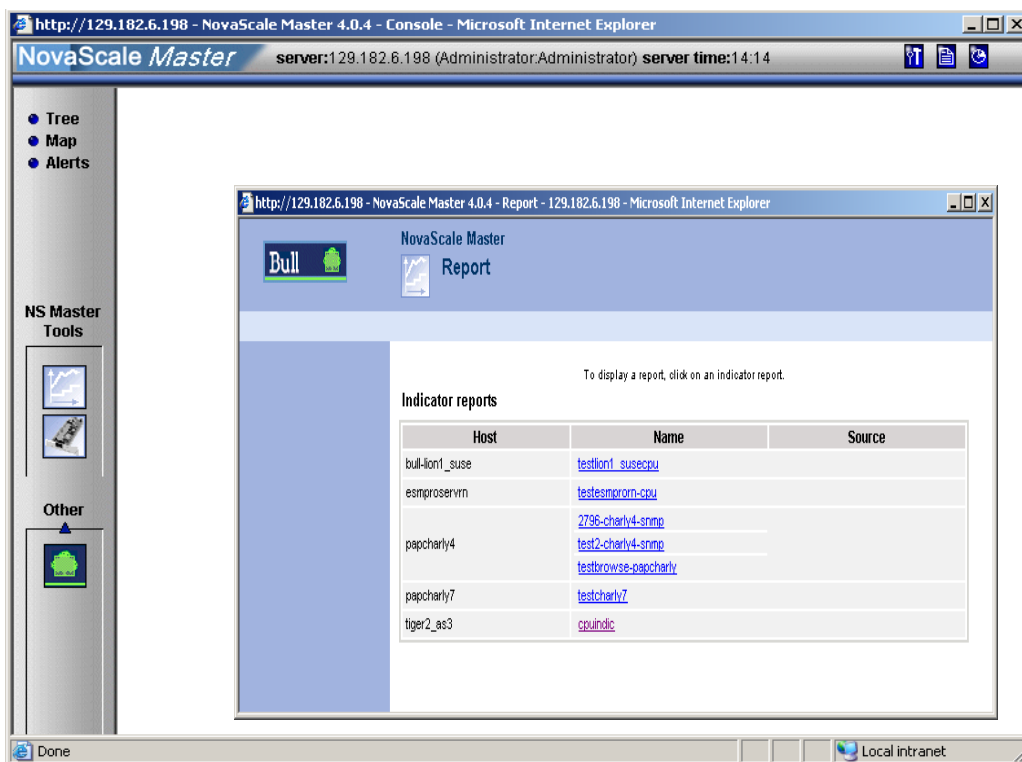 http://129.182.6.198 - NovaScale Master 4.0.4 - Console - Microsoft Internet Explorer
NovaScale Master server:129.182.6.198 (Administrator:Administrator) server time:14:14
Tree
Map
Alerts
http://129.182.6.198 - NovaScale Master 4.0.4 - Report - 129.182.6.198 - Microsoft Internet Explorer
Bull
NovaScale Master
Report
NS Master
Tools
To display a report, click on an indicator report.
Indicator reports
Host Name Source
bull-lion1_suse testlion1_susecpu
esmproservrn testesmprorn-cpu
papcharly4 2796-charly4-snmp
test2-charly4-snmp
testbrowse-papcharly
papcharly7 testcharly7
tiger2_as3 cpuindic
Other
Done Local intranet